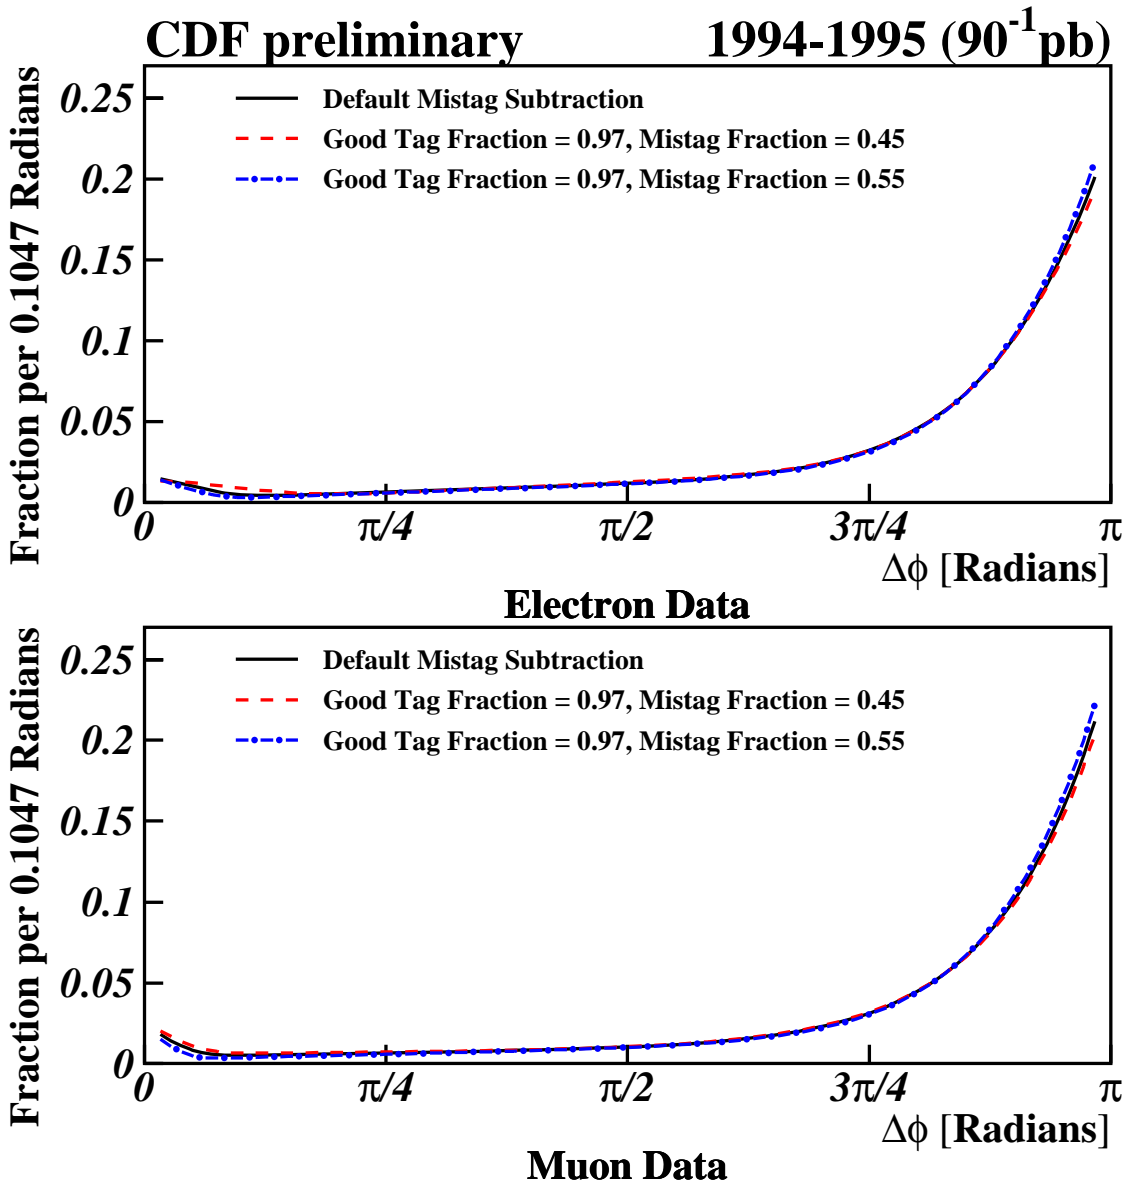 CDF preliminary 1994-1995 (90⁻¹pb)
Fraction per 0.1047 Radians
0.25
0.2
0.15
0.1
0.05
0
Default Mistag Subtraction
Good Tag Fraction = 0.97, Mistag Fraction = 0.45
Good Tag Fraction = 0.97, Mistag Fraction = 0.55
0 π/4 π/2 3π/4 π
Δϕ [Radians]
Electron Data
Fraction per 0.1047 Radians
0.25
0.2
0.15
0.1
0.05
0
Default Mistag Subtraction
Good Tag Fraction = 0.97, Mistag Fraction = 0.45
Good Tag Fraction = 0.97, Mistag Fraction = 0.55
0 π/4 π/2 3π/4 π
Δϕ [Radians]
Muon Data